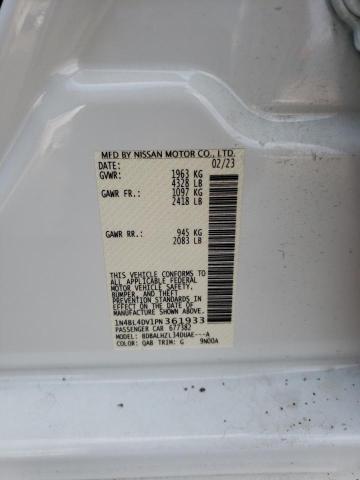 MFD BY NISSAN MOTOR CO., LTD.
02/23
GVWR: 1963 KG
4328 LB
GAWR FR.: 1097 KG
2418 LB
GAWR RR.: 945 KG
2083 LB
THIS VEHICLE CONFORMS TO ALL
APPLICABLE U.S. FEDERAL
MOTOR VEHICLE SAFETY,
BUMPER, AND THEFT
PREVENTION STANDARDS IN
EFFECT ON THE DATE OF
MANUFACTURE SHOWN ABOVE.
1N4BL4DV1PN361933
PASSENGER CAR 677382
MODEL: BDBALHZL34DUAE---A
COLOR: QAB TRIM: G 9N00A